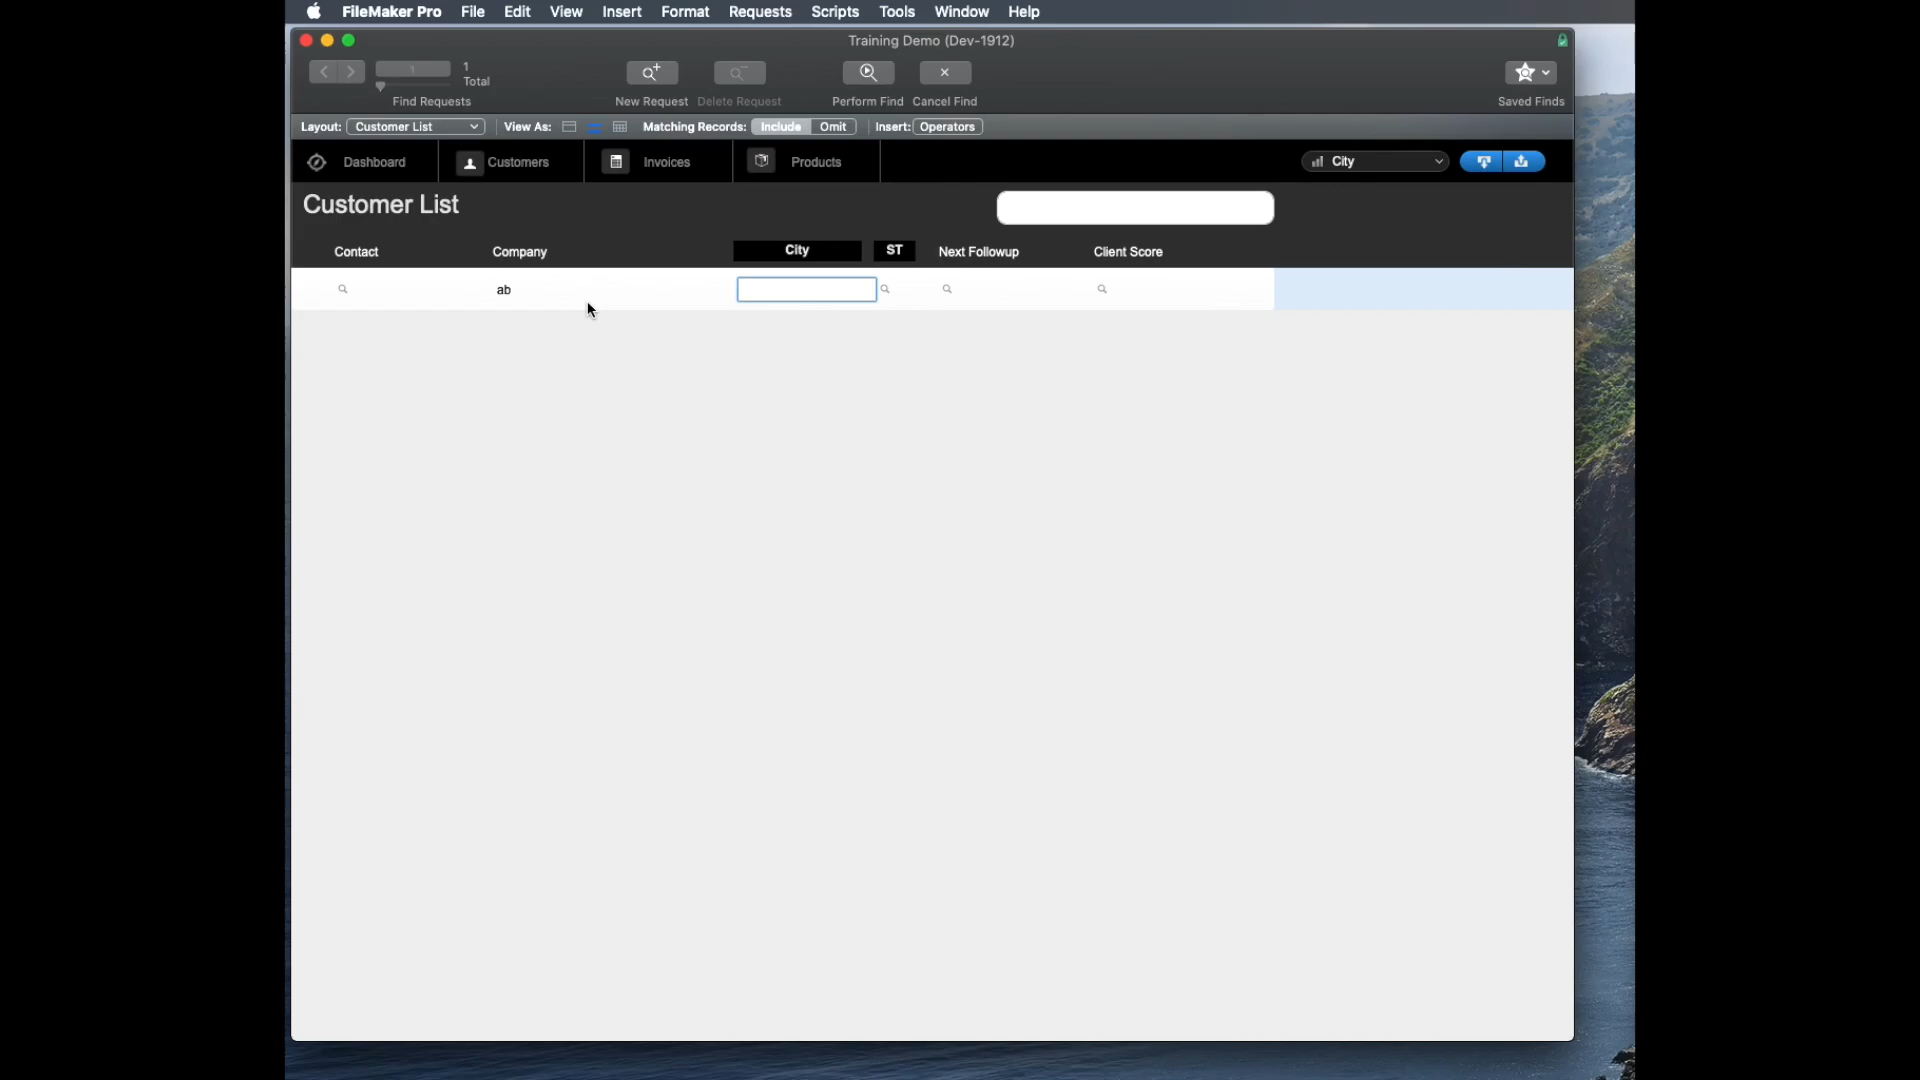 FileMaker Pro File Edit View Insert Format Requests Scripts Tools Window Help
Training Demo (Dev-1912)
1
1
Total
Find Requests
New Request
Delete Request
Perform Find
Cancel Find
Saved Finds
Layout: Customer List View As: Matching Records: Include Omit Insert: Operators
Dashboard Customers Invoices Products City
Customer List
Contact Company City ST Next Followup Client Score
ab